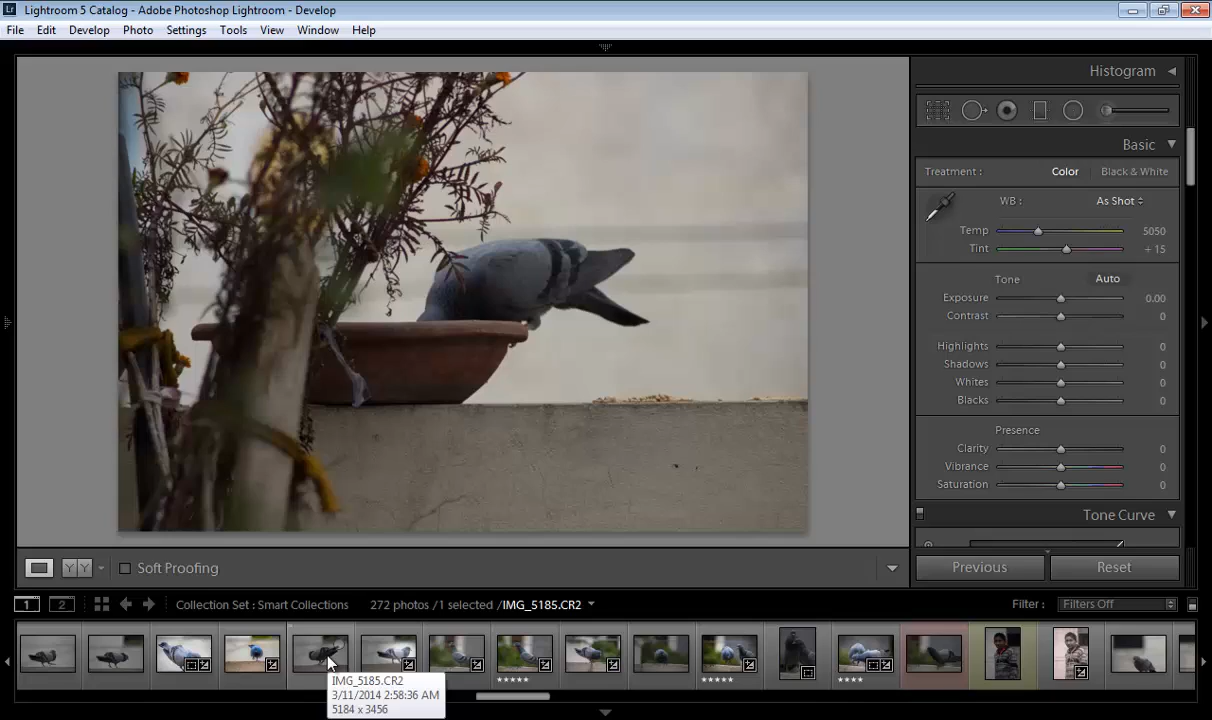 Lr Lightroom 5 Catalog - Adobe Photoshop Lightroom - Develop
File Edit Develop Photo Settings Tools View Window Help
Histogram
Basic
Treatment : Color Black & White
WB : As Shot
Temp 5050
Tint + 15
Tone Auto
Exposure 0.00
Contrast 0
Highlights 0
Shadows 0
Whites 0
Blacks 0
Presence
Clarity 0
Vibrance 0
Saturation 0
Tone Curve
YY Soft Proofing Previous Reset
1 2 Collection Set : Smart Collections 272 photos /1 selected /IMG_5185.CR2 Filter : Filters Off
IMG_5185.CR2
3/11/2014 2:58:36 AM
5184 x 3456